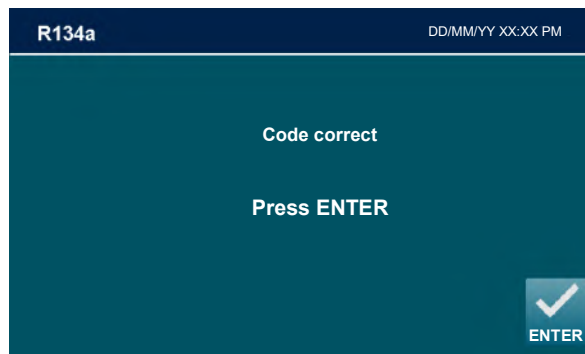 R134a
DD/MM/YY XX:XX PM
Code correct
Press ENTER
ENTER